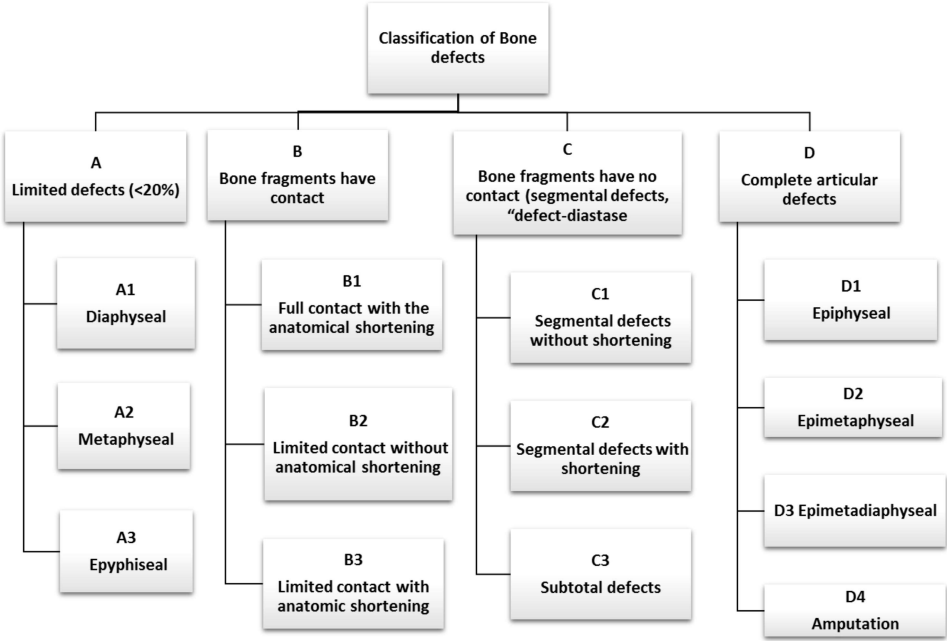 Classification of Bone
defects
A
Limited defects (<20%)
A1
Diaphyseal
A2
Metaphyseal
A3
Epyphiseal
B
Bone fragments have
contact
B1
Full contact with the
anatomical shortening
B2
Limited contact without
anatomical shortening
B3
Limited contact with
anatomic shortening
C
Bone fragments have no
contact (segmental defects,
“defect-diastase
C1
Segmental defects
without shortening
C2
Segmental defects with
shortening
C3
Subtotal defects
D
Complete articular
defects
D1
Epiphyseal
D2
Epimetaphyseal
D3 Epimetadiaphyseal
D4
Amputation